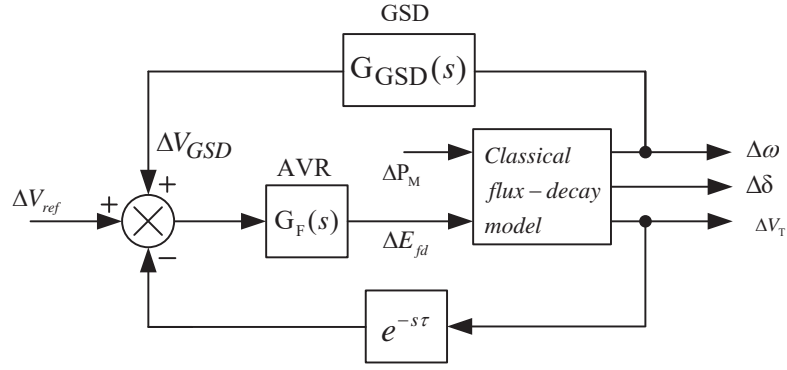 GSD
G_GSD(s)
ΔV_GSD
ΔV_ref
+
+
−
AVR
G_F(s)
ΔP_M
ΔE_fd
Classical
flux − decay
model
Δω
Δδ
ΔV_T
e^{−sτ}